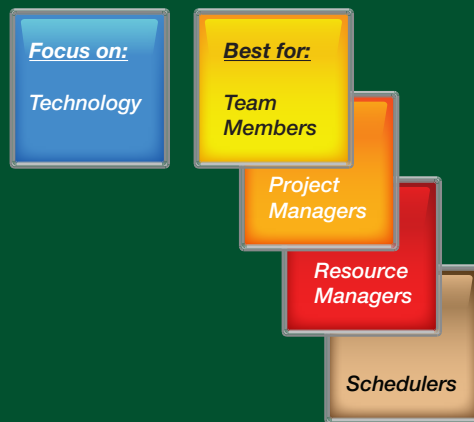 Focus on:
Technology
Best for:
Team
Members
Project
Managers
Resource
Managers
Schedulers